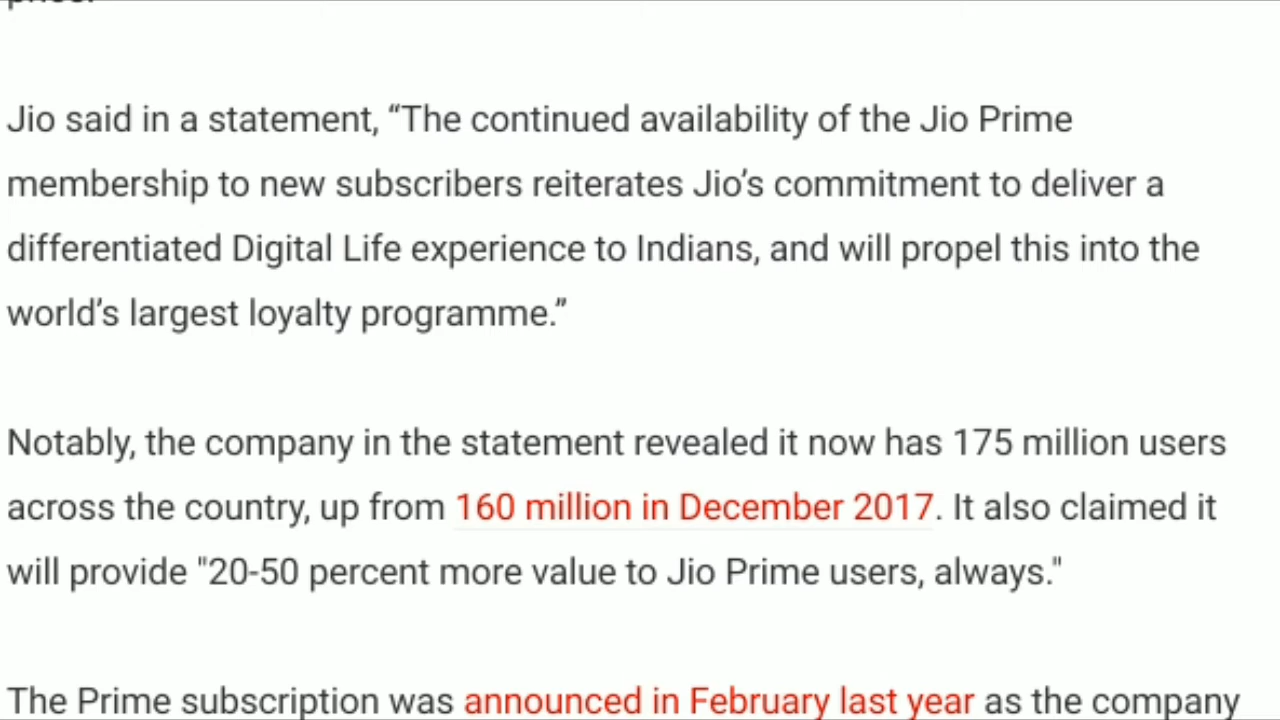 Jio said in a statement, “The continued availability of the Jio Prime
membership to new subscribers reiterates Jio’s commitment to deliver a
differentiated Digital Life experience to Indians, and will propel this into the
world’s largest loyalty programme.”
Notably, the company in the statement revealed it now has 175 million users
across the country, up from 160 million in December 2017. It also claimed it
will provide "20-50 percent more value to Jio Prime users, always."
The Prime subscription was announced in February last year as the company